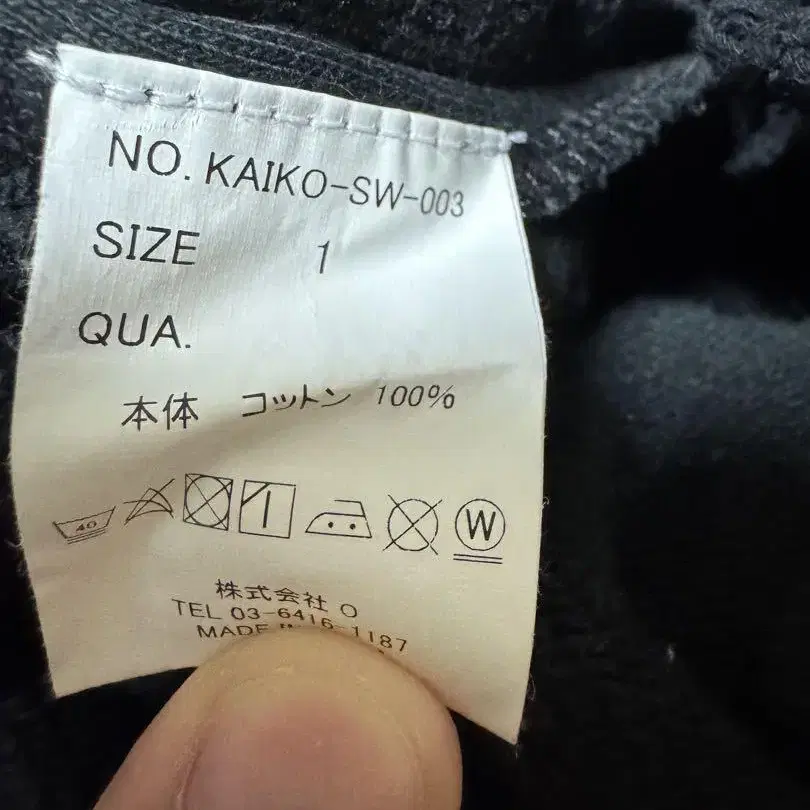 NO. KAIKO-SW-003
SIZE 1
QUA.
本体 コットン 100%
40 W
株式会社 O
TEL 03-6416-1187
MADE